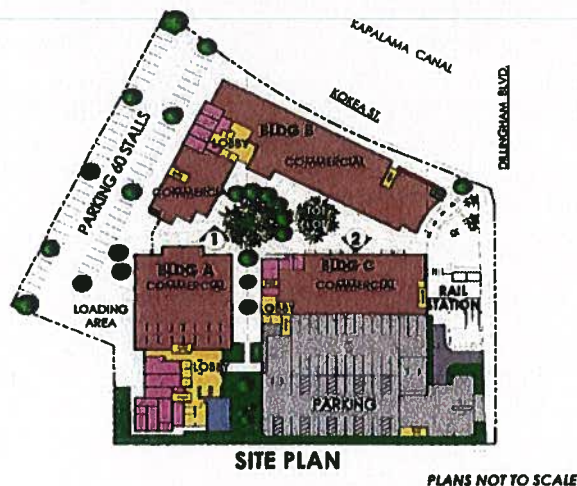 KAPALAMA CANAL
KOKEA ST.
DILLINGHAM BLVD.
PARKING 60 STALLS
BLDG B
LOBBY
COMMERCIAL
COMMERCIAL
1
2
BLDG A
COMMERCIAL
BLDG C
COMMERCIAL
LOADING
AREA
RAIL
STATION
LOBBY
LOBBY
PARKING
SITE PLAN
PLANS NOT TO SCALE